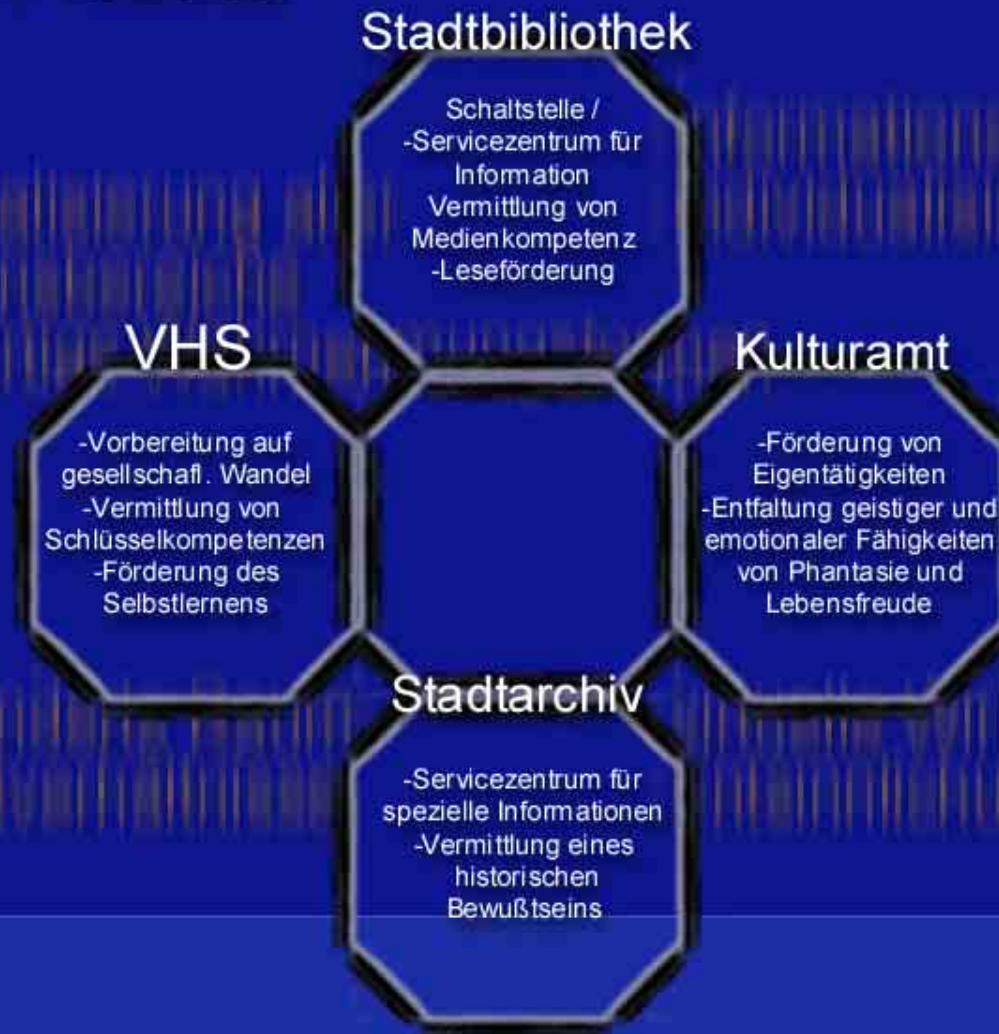 Stadtbibliothek
Schaltstelle /
-Servicezentrum für
Information
Vermittlung von
Medienkompetenz
-Leseförderung
VHS
-Vorbereitung auf
gesellschafl. Wandel
-Vermittlung von
Schlüsselkompetenzen
-Förderung des
Selbstlernens
Kulturamt
-Förderung von
Eigentätigkeiten
-Entfaltung geistiger und
emotionaler Fähigkeiten
von Phantasie und
Lebensfreude
Stadtarchiv
-Servicezentrum für
spezielle Informationen
-Vermittlung eines
historischen
Bewußtseins